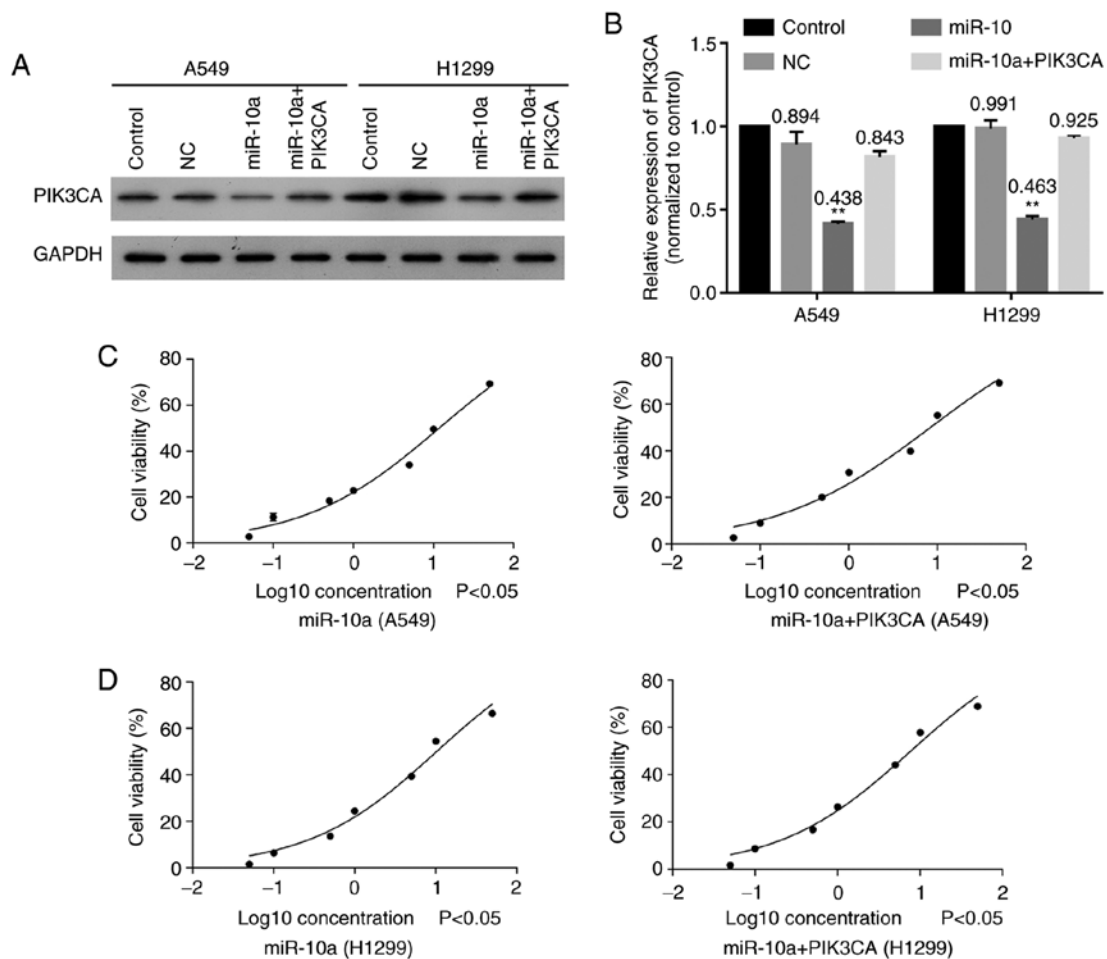 A
A549
H1299
Control
NC
miR-10a
miR-10a+
PIK3CA
Control
NC
miR-10a
miR-10a+
PIK3CA
PIK3CA
GAPDH
B
Control
miR-10
NC
miR-10a+PIK3CA
Relative expression of PIK3CA
(normalized to control)
1.5
1.0
0.5
0.0
0.894
0.438
**
0.843
0.991
0.463
**
0.925
A549
H1299
C
Cell viability (%)
80
60
40
20
0
−2
−1
0
1
2
Log10 concentration P<0.05
miR-10a (A549)
Cell viability (%)
80
60
40
20
0
−2
−1
0
1
2
Log10 concentration P<0.05
miR-10a+PIK3CA (A549)
D
Cell viability (%)
80
60
40
20
0
−2
−1
0
1
2
Log10 concentration P<0.05
miR-10a (H1299)
Cell viability (%)
80
60
40
20
0
−2
−1
0
1
2
Log10 concentration P<0.05
miR-10a+PIK3CA (H1299)